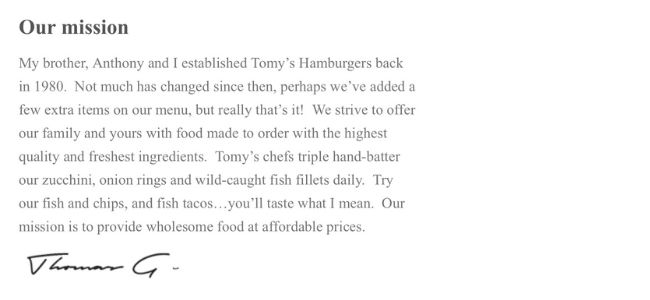 Our mission
My brother, Anthony and I established Tomy's Hamburgers back
in 1980.  Not much has changed since then, perhaps we've added a
few extra items on our menu, but really that's it!  We strive to offer
our family and yours with food made to order with the highest
quality and freshest ingredients.  Tomy's chefs triple hand-batter
our zucchini, onion rings and wild-caught fish fillets daily.  Try
our fish and chips, and fish tacos…you'll taste what I mean.  Our
mission is to provide wholesome food at affordable prices.
Thomas G.